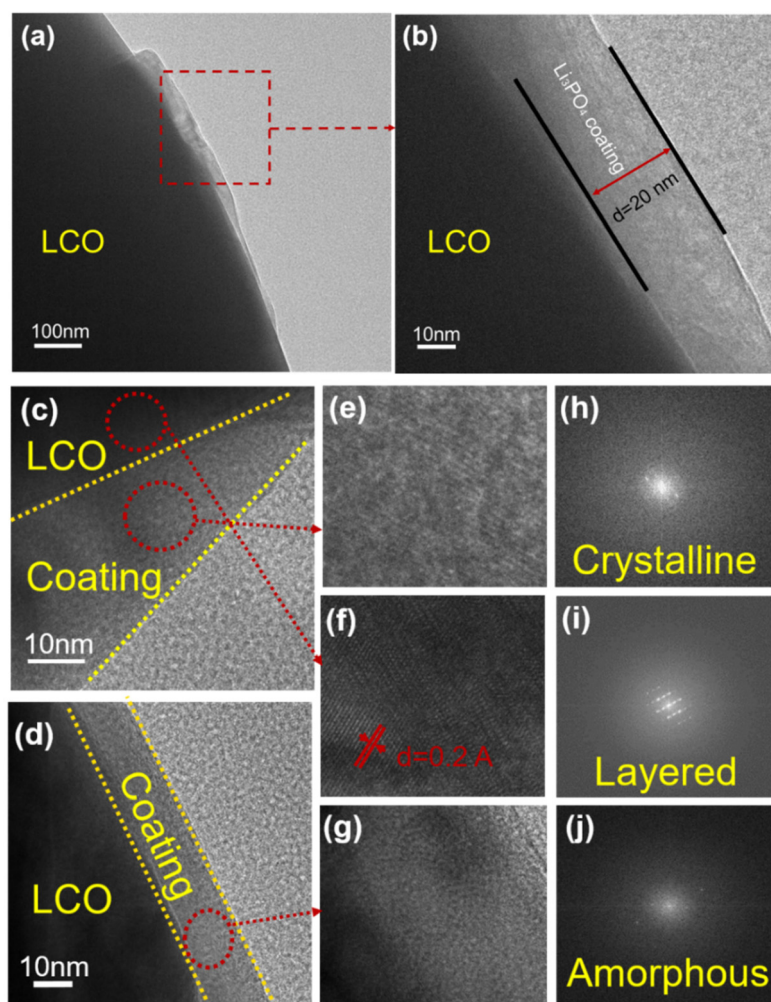 (a)
LCO
100nm
(b)
Li₃PO₄ coating
d=20 nm
LCO
10nm
(c)
LCO
Coating
10nm
(d)
Coating
LCO
10nm
(e)
(f)
d=0.2 A
(g)
(h)
Crystalline
(i)
Layered
(j)
Amorphous